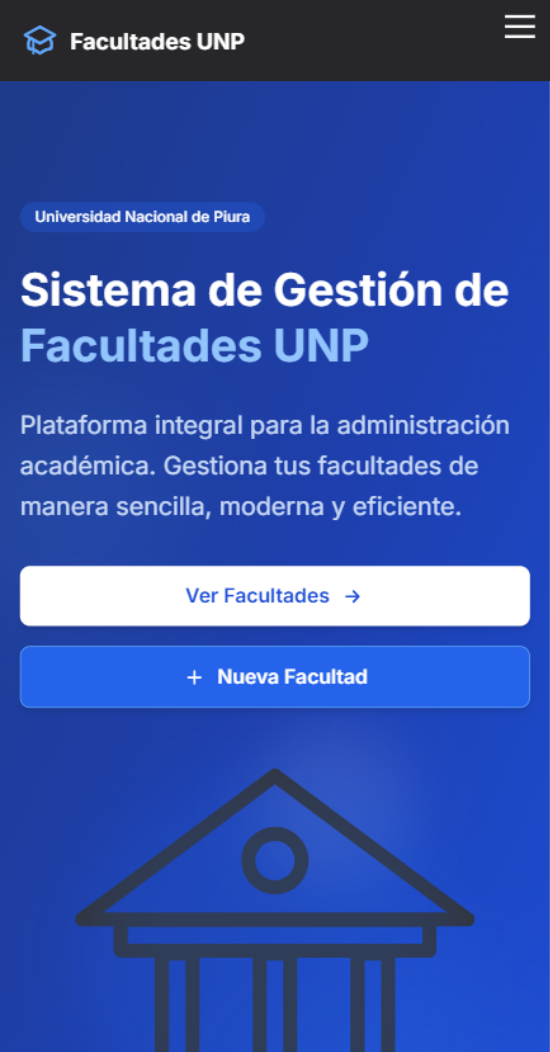 Facultades UNP
Universidad Nacional de Piura
Sistema de Gestión de
Facultades UNP
Plataforma integral para la administración
académica. Gestiona tus facultades de
manera sencilla, moderna y eficiente.
Ver Facultades →
+ Nueva Facultad